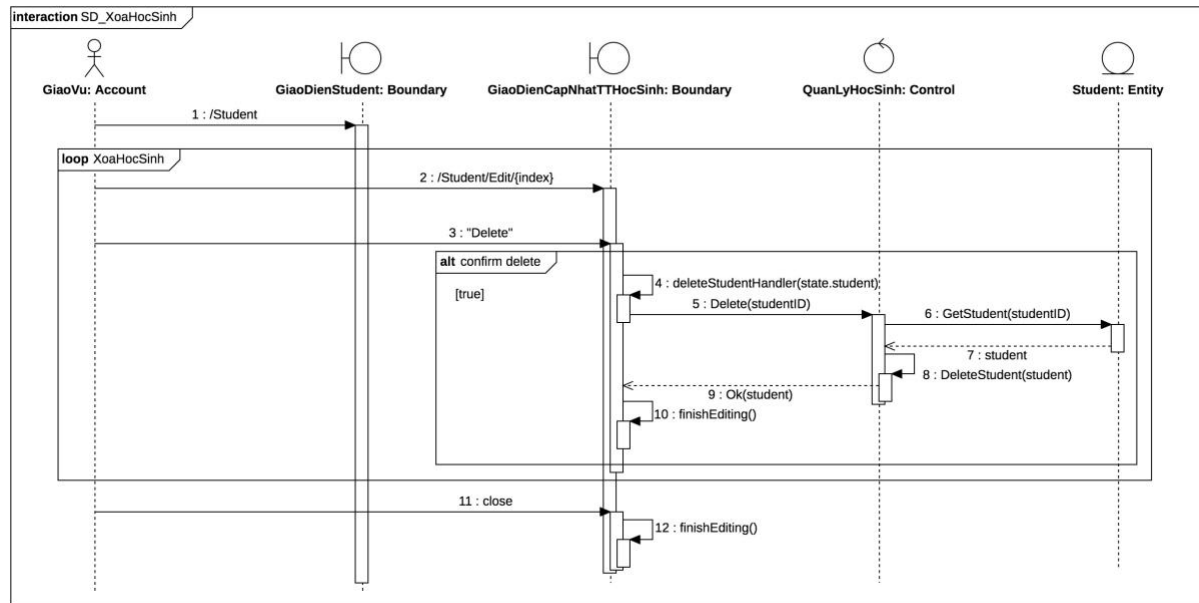 interaction SD_XoaHocSinh
GiaoVu: Account
GiaoDienStudent: Boundary
GiaoDienCapNhatTTHocSinh: Boundary
QuanLyHocSinh: Control
Student: Entity
1 : /Student
loop XoaHocSinh
2 : /Student/Edit/{index}
3 : "Delete"
alt confirm delete
[true]
4 : deleteStudentHandler(state.student)
5 : Delete(studentID)
6 : GetStudent(studentID)
7 : student
8 : DeleteStudent(student)
9 : Ok(student)
10 : finishEditing()
11 : close
12 : finishEditing()